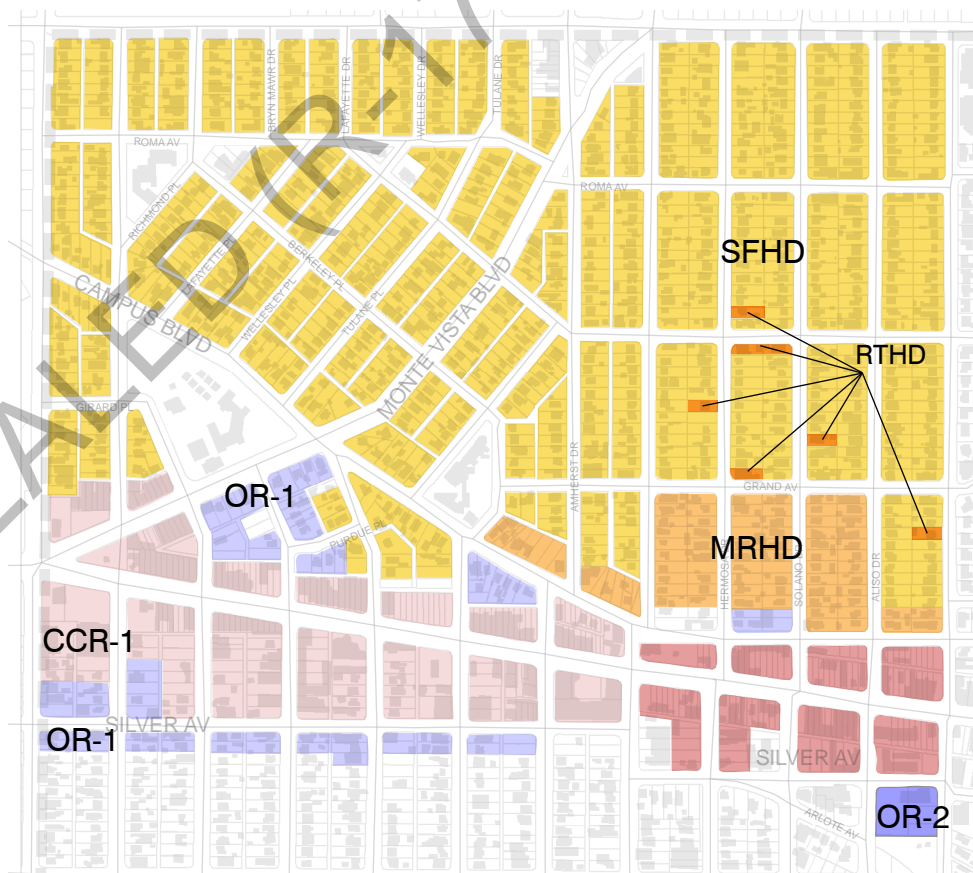 BRYN MAWR DR
LAFAYETTE DR
WELLESLEY DR
TULANE DR
ROMA AV
ROMA AV
RICHMOND PL
LAFAYETTE PL
WELLESLEY PL
BERKELEY PL
TULANE PL
MONTE VISTA BLVD
CAMPUS BLVD
SFHD
RTHD
GIRARD PL
AMHERST DR
GRAND AV
OR-1
PURDUE PL
MRHD
HERMOSA
SOLANO
ALISO DR
CCR-1
SILVER AV
OR-1
SILVER AV
OR-2
ARLOTE AV
ALED (R-17